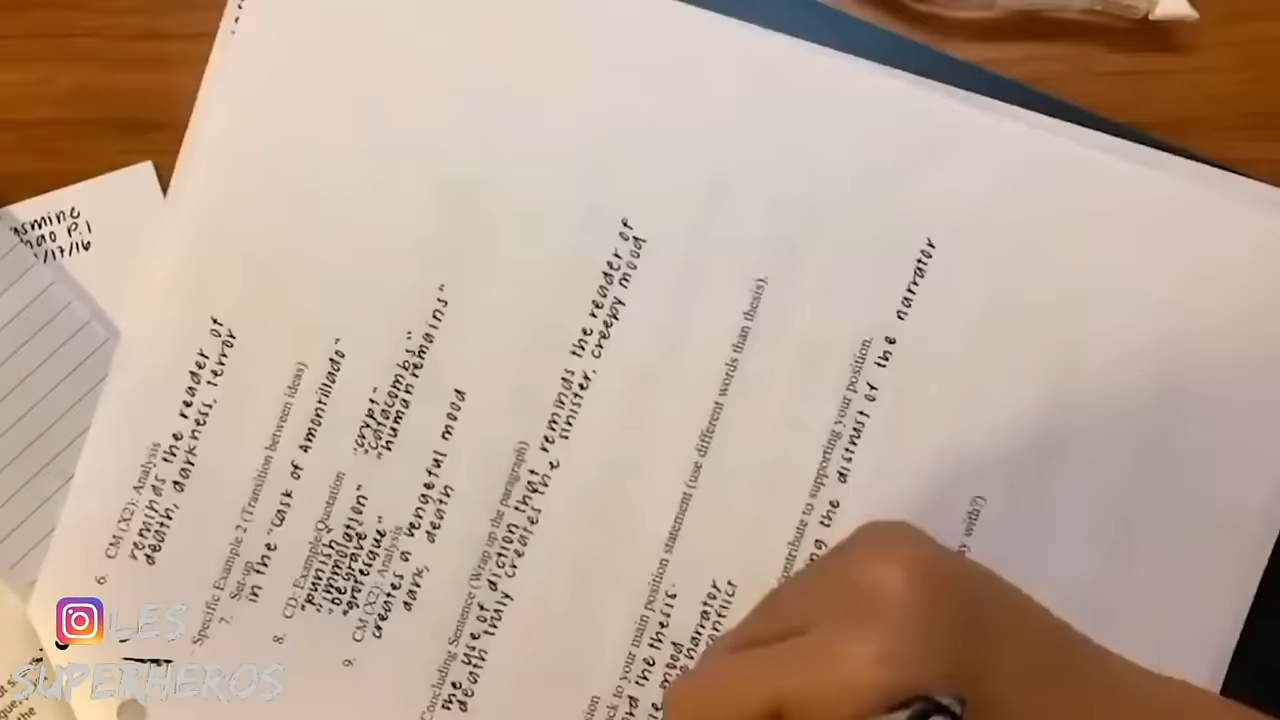 P.1
/17/16
6. CM (X2): Analysis
reminds the reader of
death, darkness, terror
Specific Example 2 (Transition between ideas)
7. Set-up
in the "Cask of Amontillado"
8. CD: Example/Quotation
"punish" "crypt"
"immolation" "catacombs"
"the grave" "human remains"
"grotesque"
9. CM (X2): Analysis
creates a vengeful mood
dark, death
Concluding Sentence (Wrap up the paragraph)
The use of diction that reminds the reader of
death truly creates the sinister, creepy mood
to your main position statement (use different words than thesis).
the thesis.
mood
narrator
contribute to supporting your position.
the distrust of the narrator
with?)
LES
SUPERHEROS
the